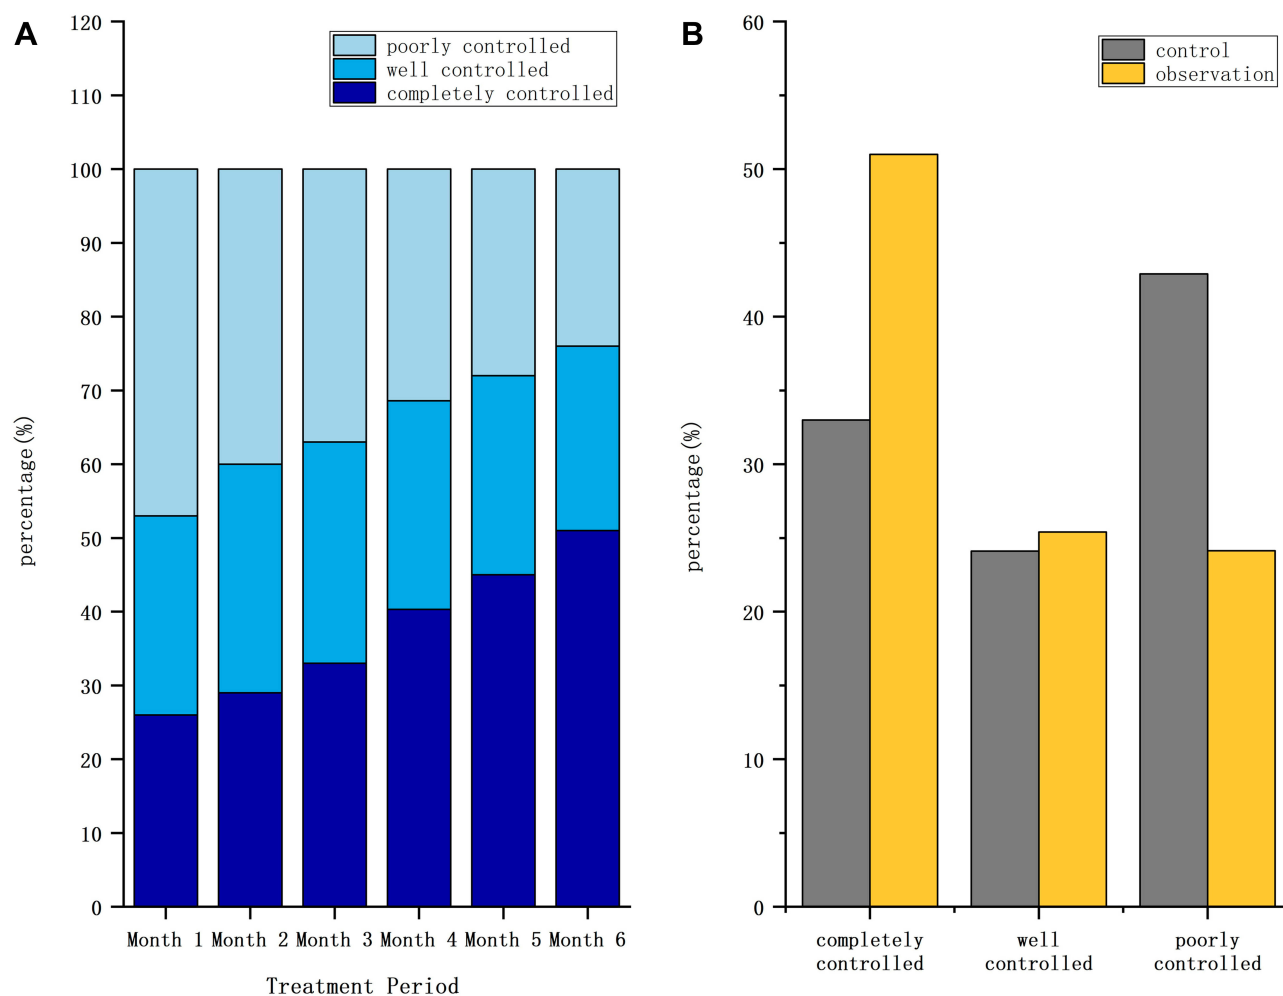 A
120
110
100
90
80
70
60
50
40
30
20
10
0
percentage(%)
poorly controlled
well controlled
completely controlled
Month 1 Month 2 Month 3 Month 4 Month 5 Month 6
Treatment Period
B
60
50
40
30
20
10
0
percentage(%)
control
observation
completely
controlled
well
controlled
poorly
controlled